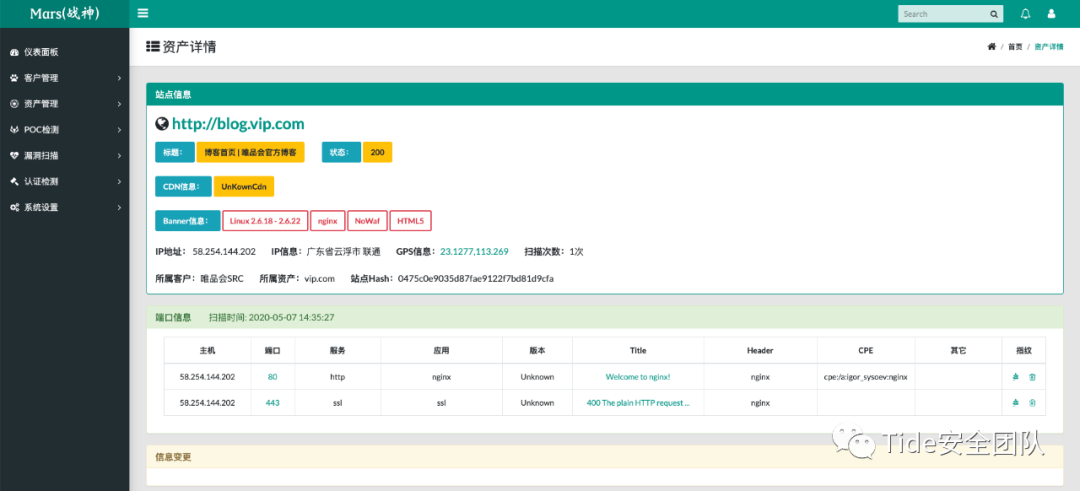 Mars(战神)
Search
仪表面板
客户管理
资产管理
POC检测
漏洞扫描
认证检测
系统设置
资产详情
/ 首页 / 资产详情
站点信息
http://blog.vip.com
标题： 博客首页 | 唯品会官方博客 状态： 200
CDN信息： UnKownCdn
Banner信息： Linux 2.6.18 - 2.6.22 nginx NoWaf HTML5
IP地址： 58.254.144.202 IP信息：广东省云浮市 联通 GPS信息：23.1277,113.269 扫描次数：1次
所属客户：唯品会SRC 所属资产：vip.com 站点Hash：0475c0e9035d87fae9122f7bd81d9cfa
端口信息 扫描时间: 2020-05-07 14:35:27
主机 端口 服务 应用 版本 Title Header CPE 其它 指纹
58.254.144.202 80 http nginx Unknown Welcome to nginx! nginx cpe:/a:igor_sysoev:nginx
58.254.144.202 443 ssl ssl Unknown 400 The plain HTTP request ... nginx
信息变更
Tide安全团队